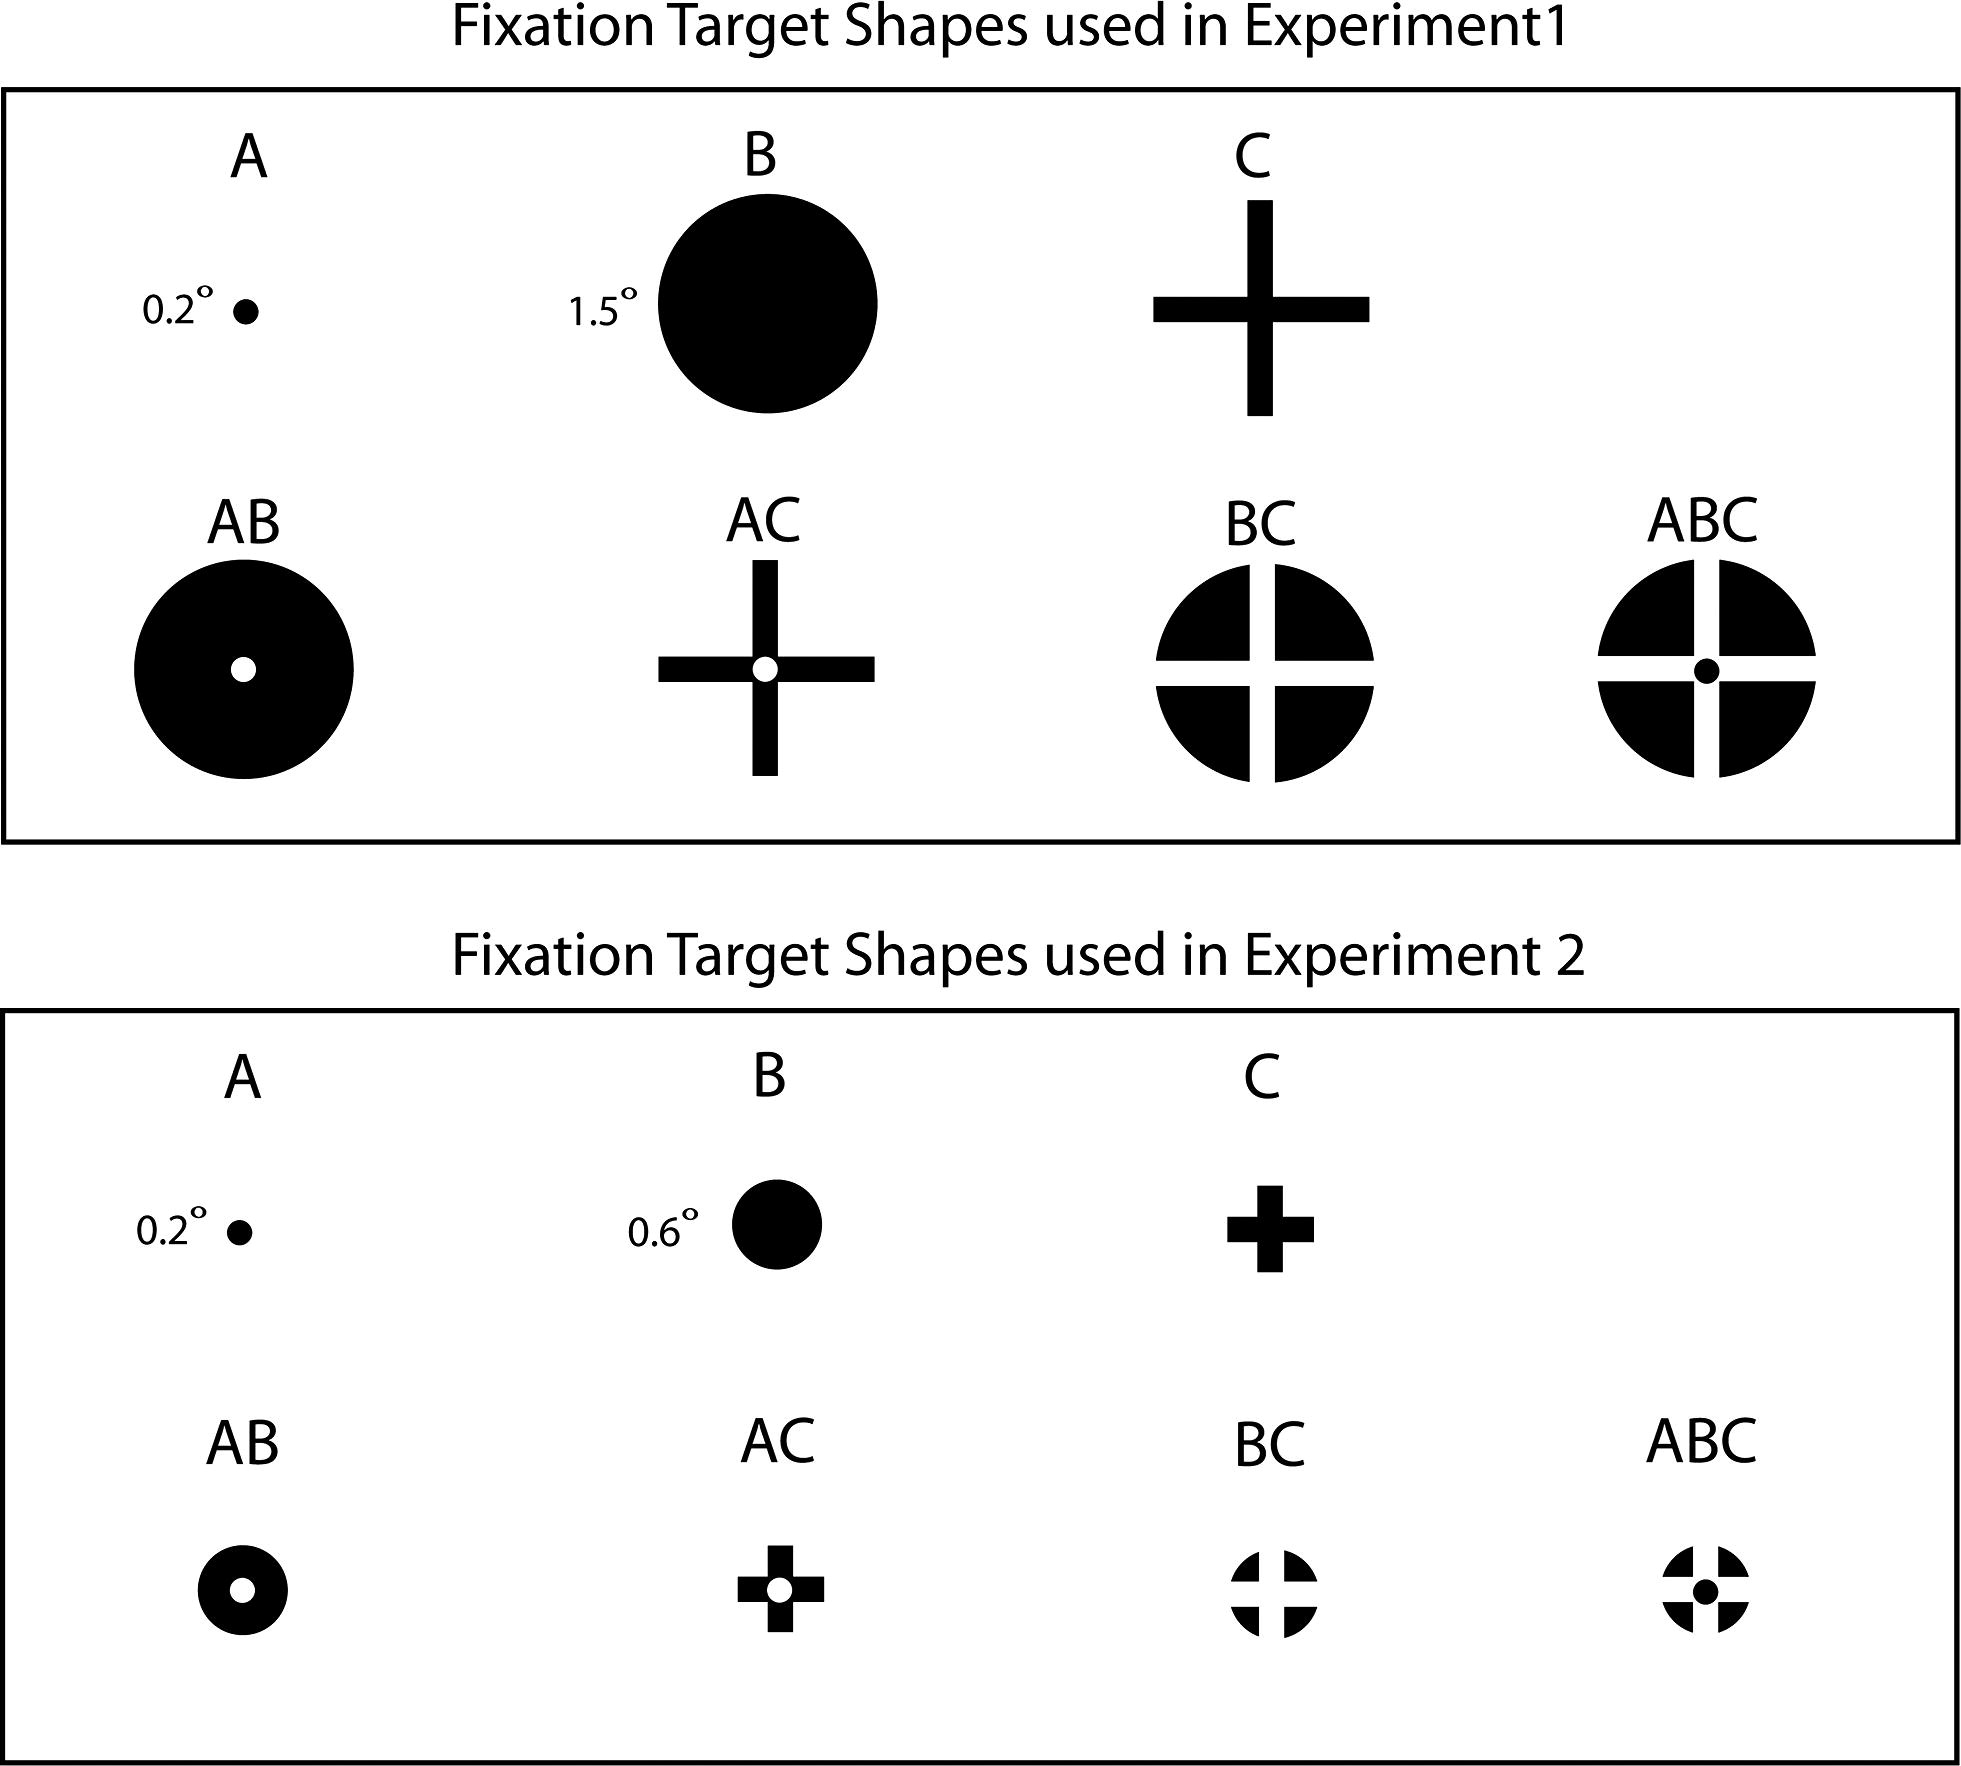 Fixation Target Shapes used in Experiment1
A B C
0.2° 1.5°
AB AC BC ABC
Fixation Target Shapes used in Experiment 2
A B C
0.2° 0.6°
AB AC BC ABC